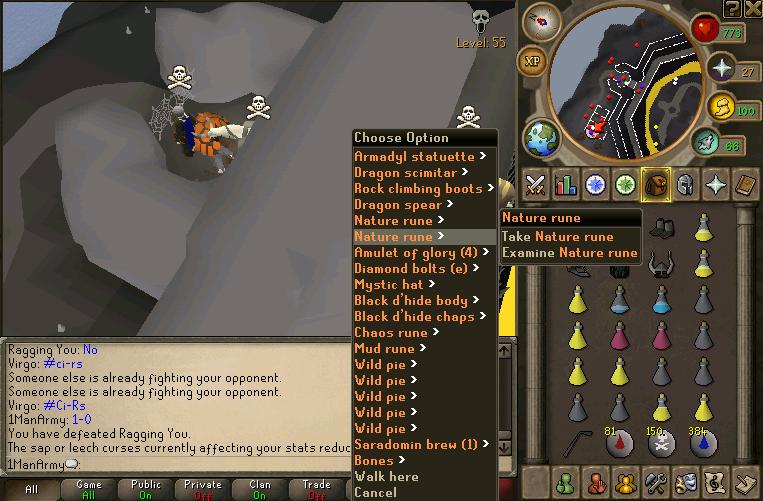 Level: 55
773
XP
27
100
66
Choose Option
Armadyl statuette >
Dragon scimitar >
Rock climbing boots >
Dragon spear >
Nature rune >
Nature rune >
Amulet of glory (4) >
Diamond bolts (e) >
Mystic hat >
Black d'hide body >
Black d'hide chaps >
Chaos rune >
Mud rune >
Wild pie >
Wild pie >
Wild pie >
Wild pie >
Wild pie >
Saradomin brew (1) >
Bones >
Walk here
Cancel
Nature rune
Take Nature rune
Examine Nature rune
Ragging You: No
Virgo: #ci-rs
Someone else is already fighting your opponent.
Someone else is already fighting your opponent.
Virgo: #Ci-Rs
1ManArmy: 1-0
You have defeated Ragging You.
The sap or leech curses currently affecting your stats reduc
1ManArmy:
81
150
384
All
Game
All
Public
On
Private
Off
Clan
On
Trade
Off